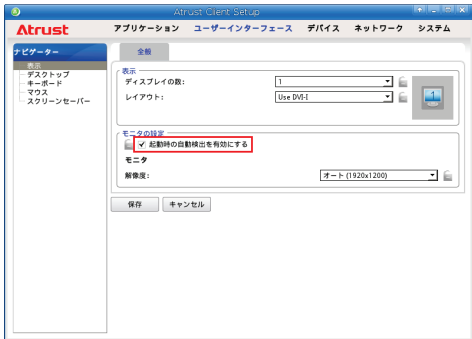 Atrust Client Setup
Atrust
アプリケーション ユーザーインターフェース デバイス ネットワーク システム
ナビゲーター
表示
デスクトップ
キーボード
マウス
スクリーンセーバー
全般
表示
ディスプレイの数: 1
レイアウト: Use DVI-I
1
モニタの設定
✓ 起動時の自動検出を有効にする
モニタ
解像度: オート (1920x1200)
保存 キャンセル